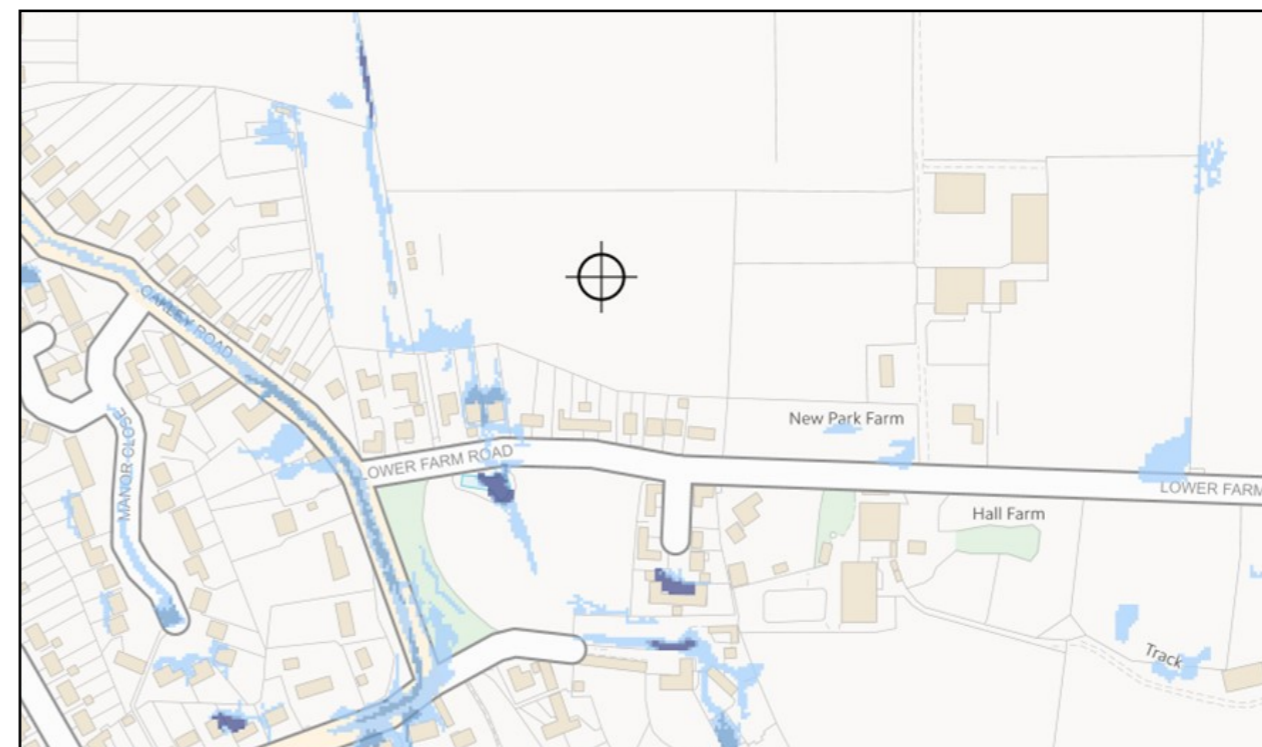 OAKLEY ROAD
New Park Farm
MANOR CLOSE
LOWER FARM ROAD
LOWER FARM
Hall Farm
Track